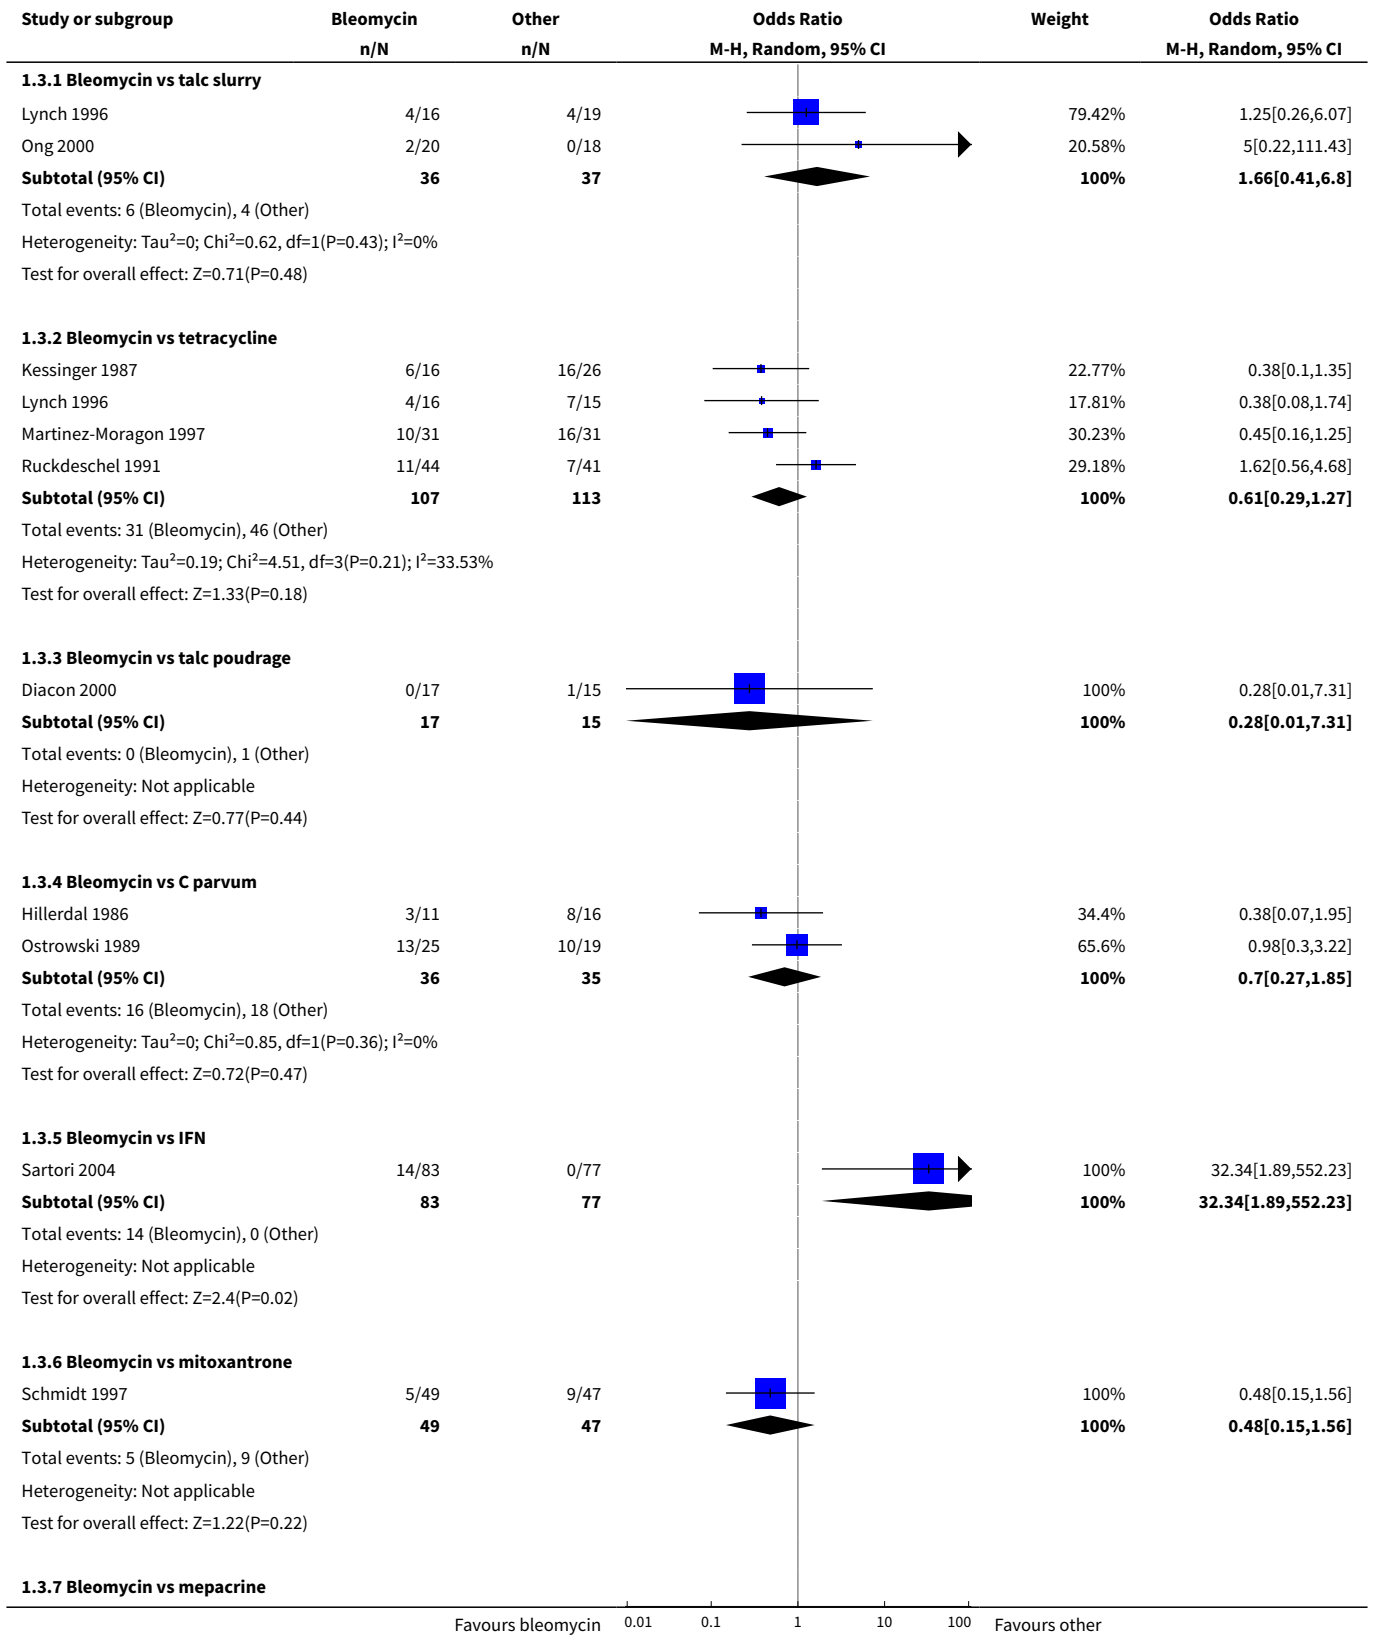 Study or subgroup Bleomycin Other Odds Ratio Weight Odds Ratio
n/N n/N M-H, Random, 95% CI M-H, Random, 95% CI
1.3.1 Bleomycin vs talc slurry
Lynch 1996 4/16 4/19 79.42% 1.25[0.26,6.07]
Ong 2000 2/20 0/18 20.58% 5[0.22,111.43]
Subtotal (95% CI) 36 37 100% 1.66[0.41,6.8]
Total events: 6 (Bleomycin), 4 (Other)
Heterogeneity: Tau²=0; Chi²=0.62, df=1(P=0.43); I²=0%
Test for overall effect: Z=0.71(P=0.48)
1.3.2 Bleomycin vs tetracycline
Kessinger 1987 6/16 16/26 22.77% 0.38[0.1,1.35]
Lynch 1996 4/16 7/15 17.81% 0.38[0.08,1.74]
Martinez-Moragon 1997 10/31 16/31 30.23% 0.45[0.16,1.25]
Ruckdeschel 1991 11/44 7/41 29.18% 1.62[0.56,4.68]
Subtotal (95% CI) 107 113 100% 0.61[0.29,1.27]
Total events: 31 (Bleomycin), 46 (Other)
Heterogeneity: Tau²=0.19; Chi²=4.51, df=3(P=0.21); I²=33.53%
Test for overall effect: Z=1.33(P=0.18)
1.3.3 Bleomycin vs talc poudrage
Diacon 2000 0/17 1/15 100% 0.28[0.01,7.31]
Subtotal (95% CI) 17 15 100% 0.28[0.01,7.31]
Total events: 0 (Bleomycin), 1 (Other)
Heterogeneity: Not applicable
Test for overall effect: Z=0.77(P=0.44)
1.3.4 Bleomycin vs C parvum
Hillerdal 1986 3/11 8/16 34.4% 0.38[0.07,1.95]
Ostrowski 1989 13/25 10/19 65.6% 0.98[0.3,3.22]
Subtotal (95% CI) 36 35 100% 0.7[0.27,1.85]
Total events: 16 (Bleomycin), 18 (Other)
Heterogeneity: Tau²=0; Chi²=0.85, df=1(P=0.36); I²=0%
Test for overall effect: Z=0.72(P=0.47)
1.3.5 Bleomycin vs IFN
Sartori 2004 14/83 0/77 100% 32.34[1.89,552.23]
Subtotal (95% CI) 83 77 100% 32.34[1.89,552.23]
Total events: 14 (Bleomycin), 0 (Other)
Heterogeneity: Not applicable
Test for overall effect: Z=2.4(P=0.02)
1.3.6 Bleomycin vs mitoxantrone
Schmidt 1997 5/49 9/47 100% 0.48[0.15,1.56]
Subtotal (95% CI) 49 47 100% 0.48[0.15,1.56]
Total events: 5 (Bleomycin), 9 (Other)
Heterogeneity: Not applicable
Test for overall effect: Z=1.22(P=0.22)
1.3.7 Bleomycin vs mepacrine
Favours bleomycin 0.01 0.1 1 10 100 Favours other